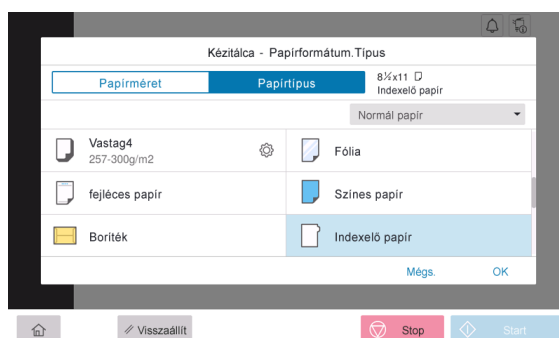 Kézitálca - Papírformátum.Típus
Papírméret
Papírtípus
8½x11
Indexelő papír
Normál papír
Vastag4
257-300g/m2
Fólia
fejléces papír
Színes papír
Boríték
Indexelő papír
Mégs.
OK
Visszaállít
Stop
Start